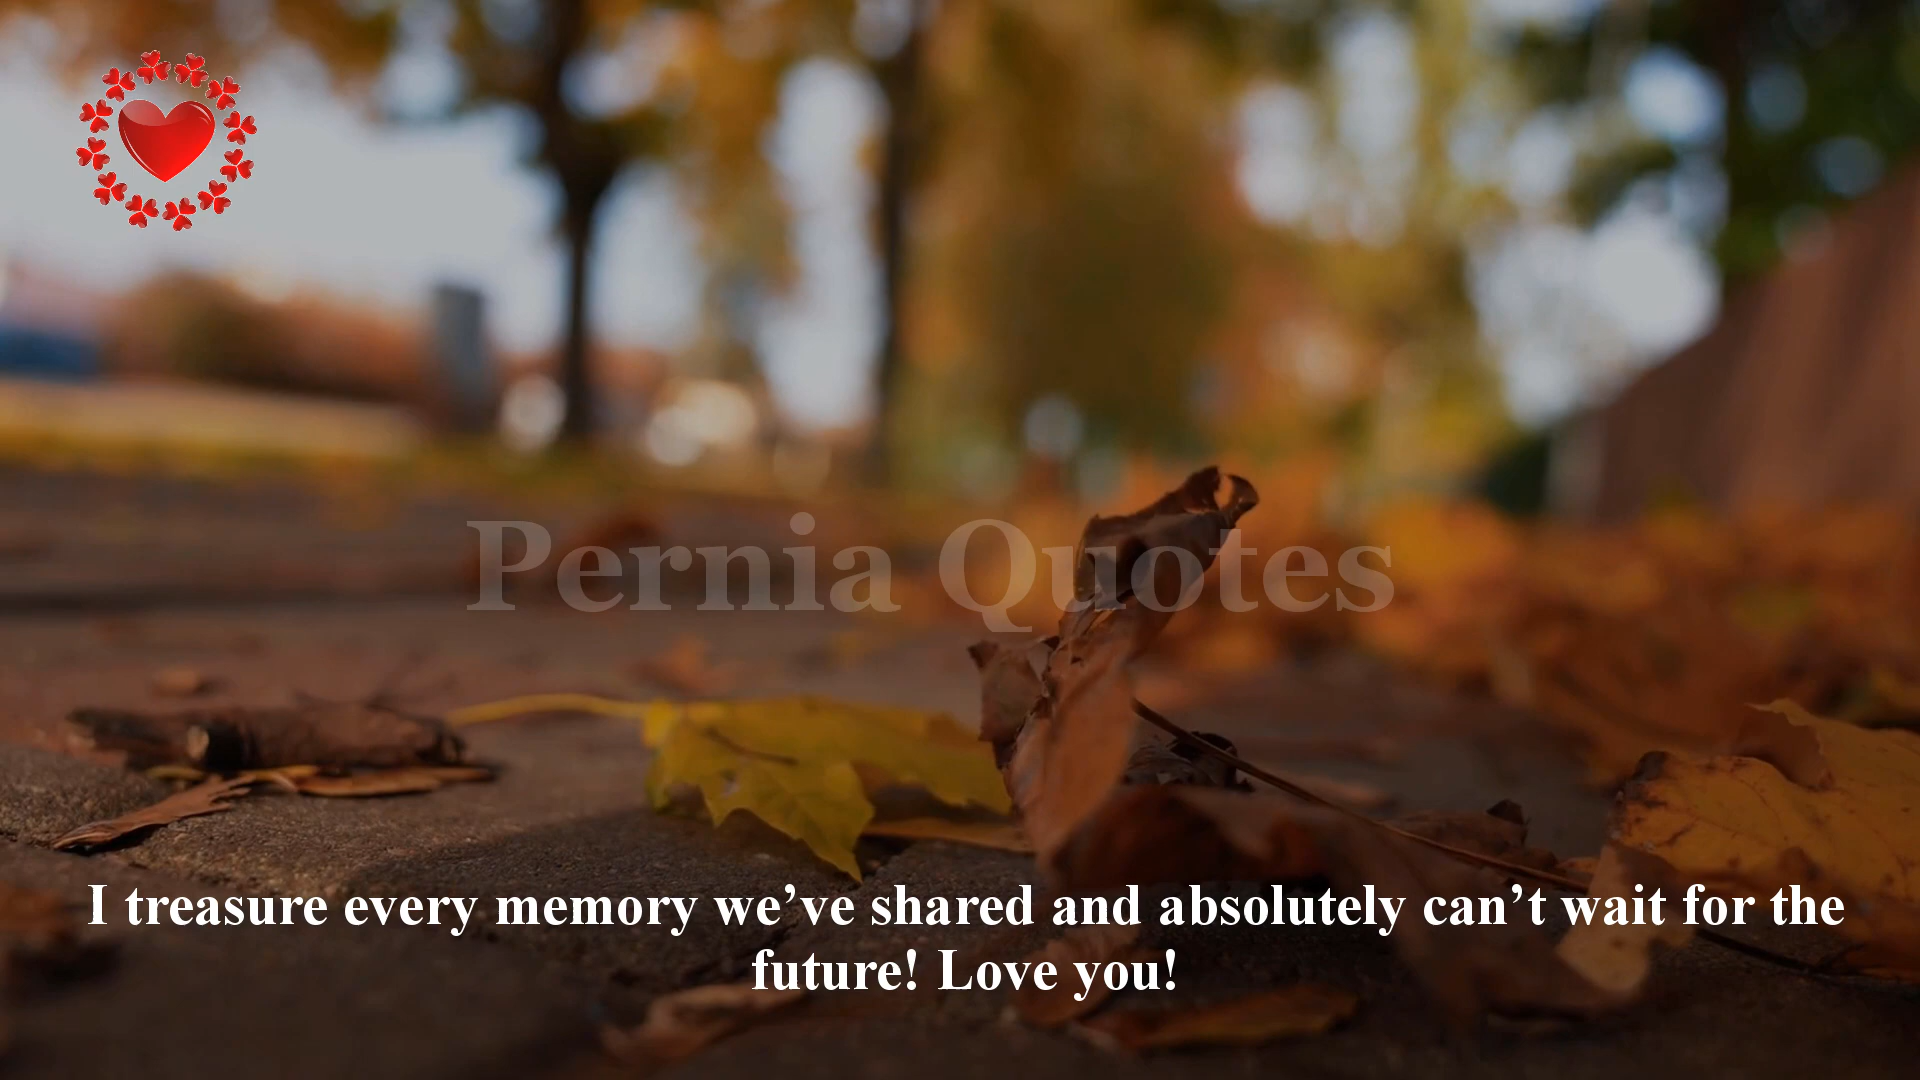 Pernia Quotes
I treasure every memory we’ve shared and absolutely can’t wait for the
future! Love you!